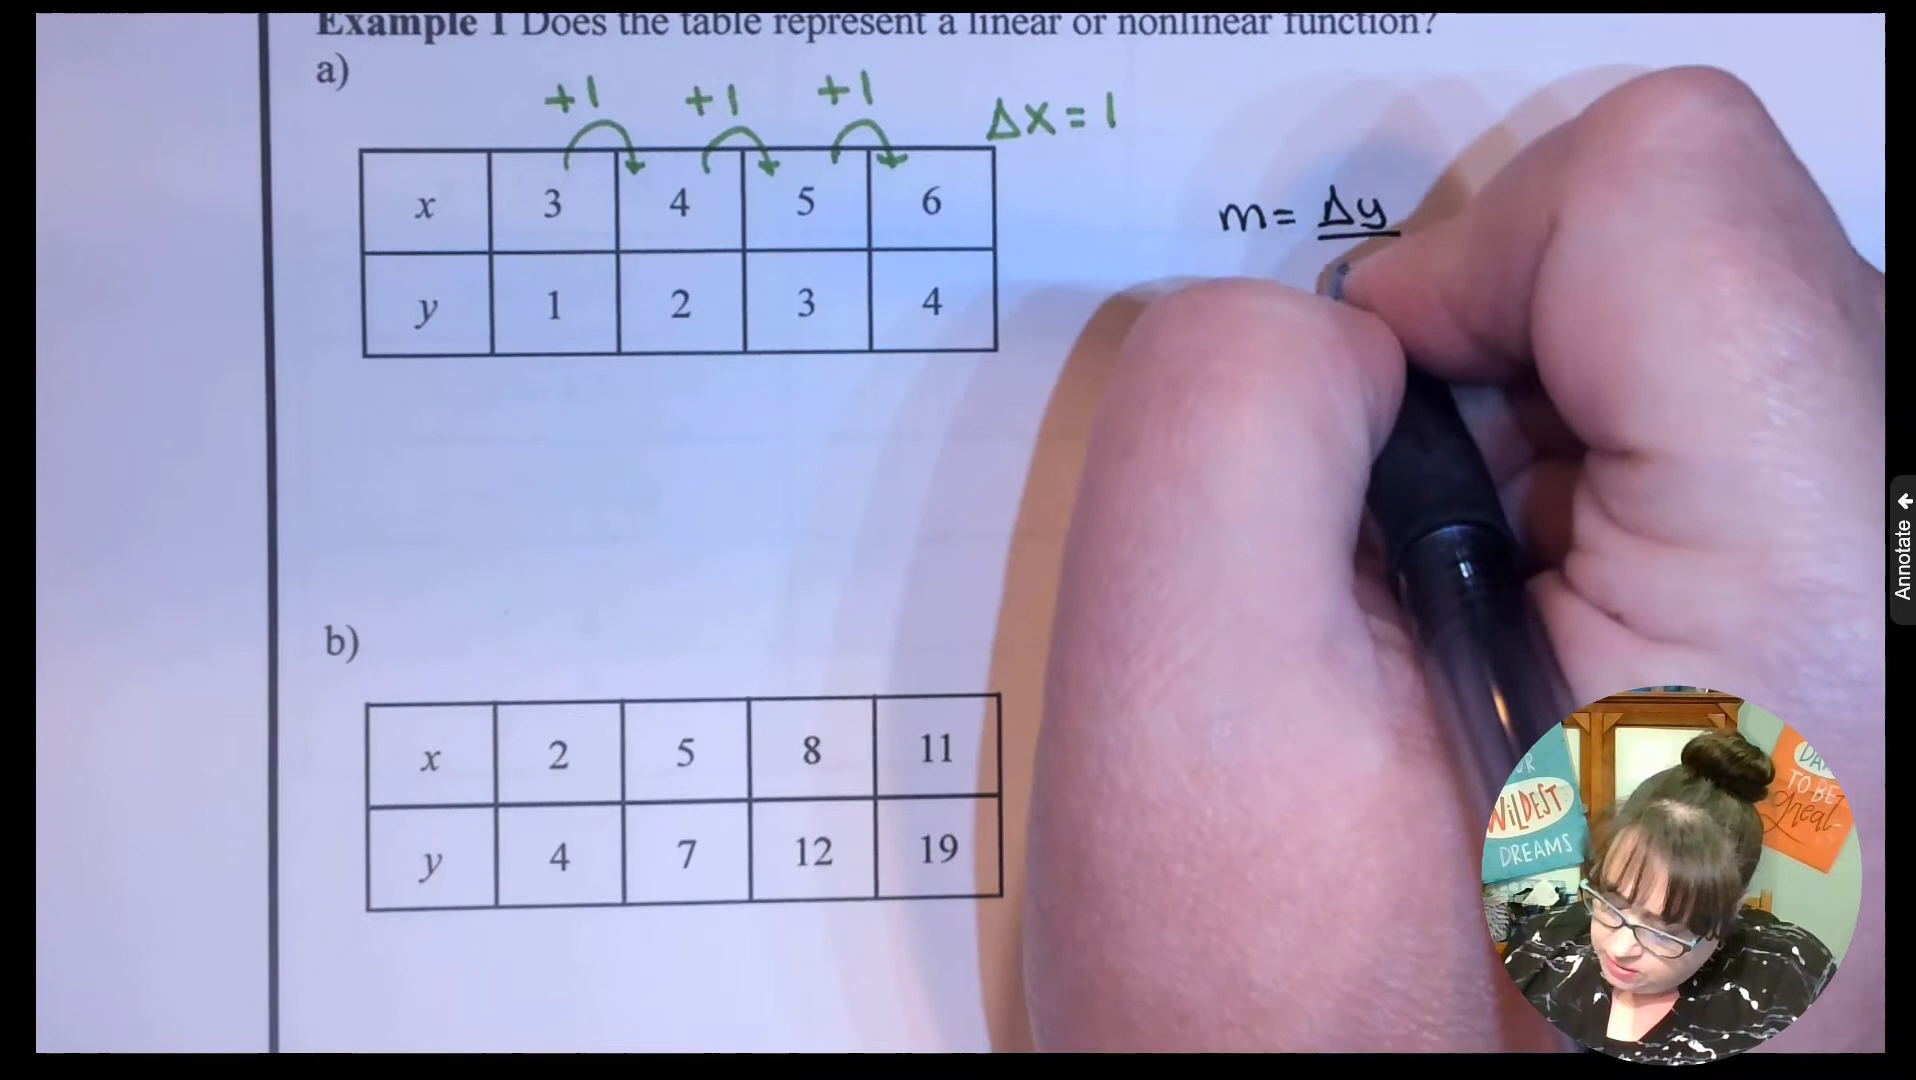 Example 1 Does the table represent a linear or nonlinear function?
a)
+1 +1 +1 Δx = 1
x 3 4 5 6
m = Δy
y 1 2 3 4
b)
x 2 5 8 11
y 4 7 12 19
Annotate
WILDEST
DREAMS
TO BE
Great